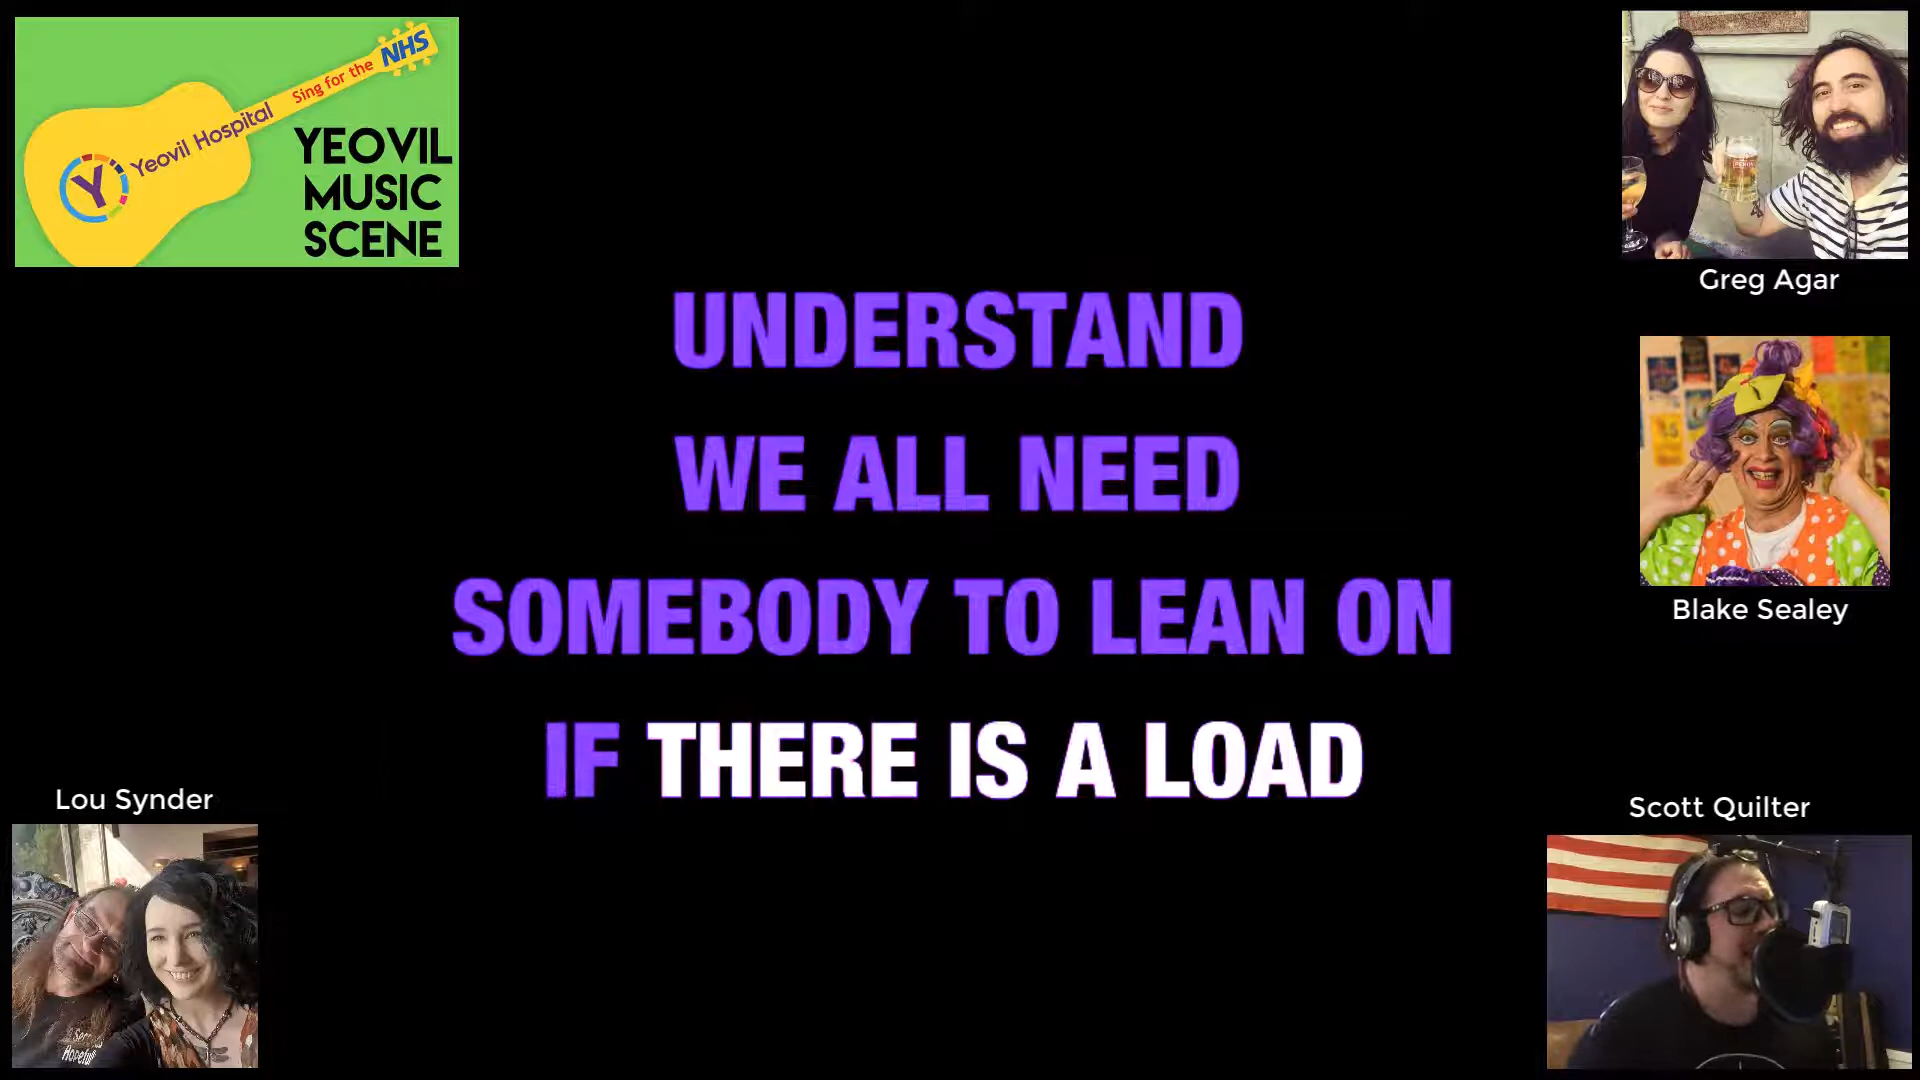 Yeovil Hospital
Sing for the
NHS
Y
YEOVIL
MUSIC
SCENE
Greg Agar
UNDERSTAND
WE ALL NEED
SOMEBODY TO LEAN ON
IF THERE IS A LOAD
Blake Sealey
Lou Synder
Scott Quilter